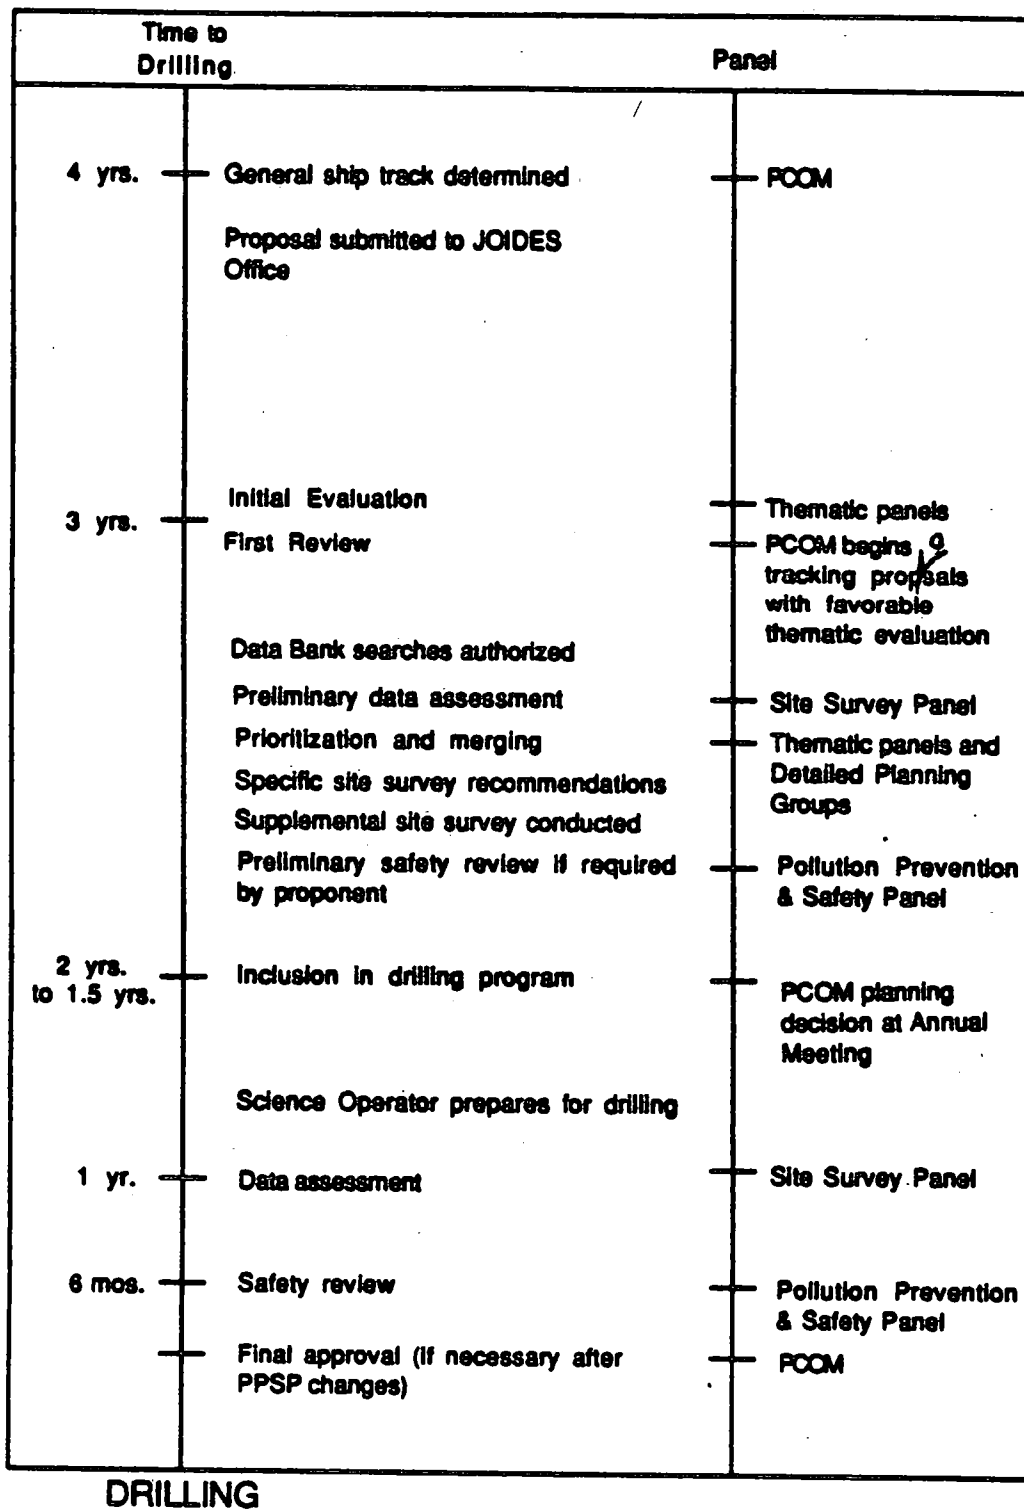 Time to
Drilling
Panel
4 yrs.
General ship track determined
PCOM
Proposal submitted to JOIDES
Office
Initial Evaluation
Thematic panels
3 yrs.
First Review
PCOM begins
o
tracking propsals
with favorable
thematic evaluation
Data Bank searches authorized
Preliminary data assessment
Site Survey Panel
Prioritization and merging
Thematic panels and
Detailed Planning
Groups
Specific site survey recommendations
Supplemental site survey conducted
Preliminary safety review if required
by proponent
Pollution Prevention
& Safety Panel
2 yrs.
to 1.5 yrs.
Inclusion in drilling program
PCOM planning
decision at Annual
Meeting
Science Operator prepares for drilling
1 yr.
Data assessment
Site Survey Panel
6 mos.
Safety review
Pollution Prevention
& Safety Panel
Final approval (if necessary after
PPSP changes)
PCOM
DRILLING